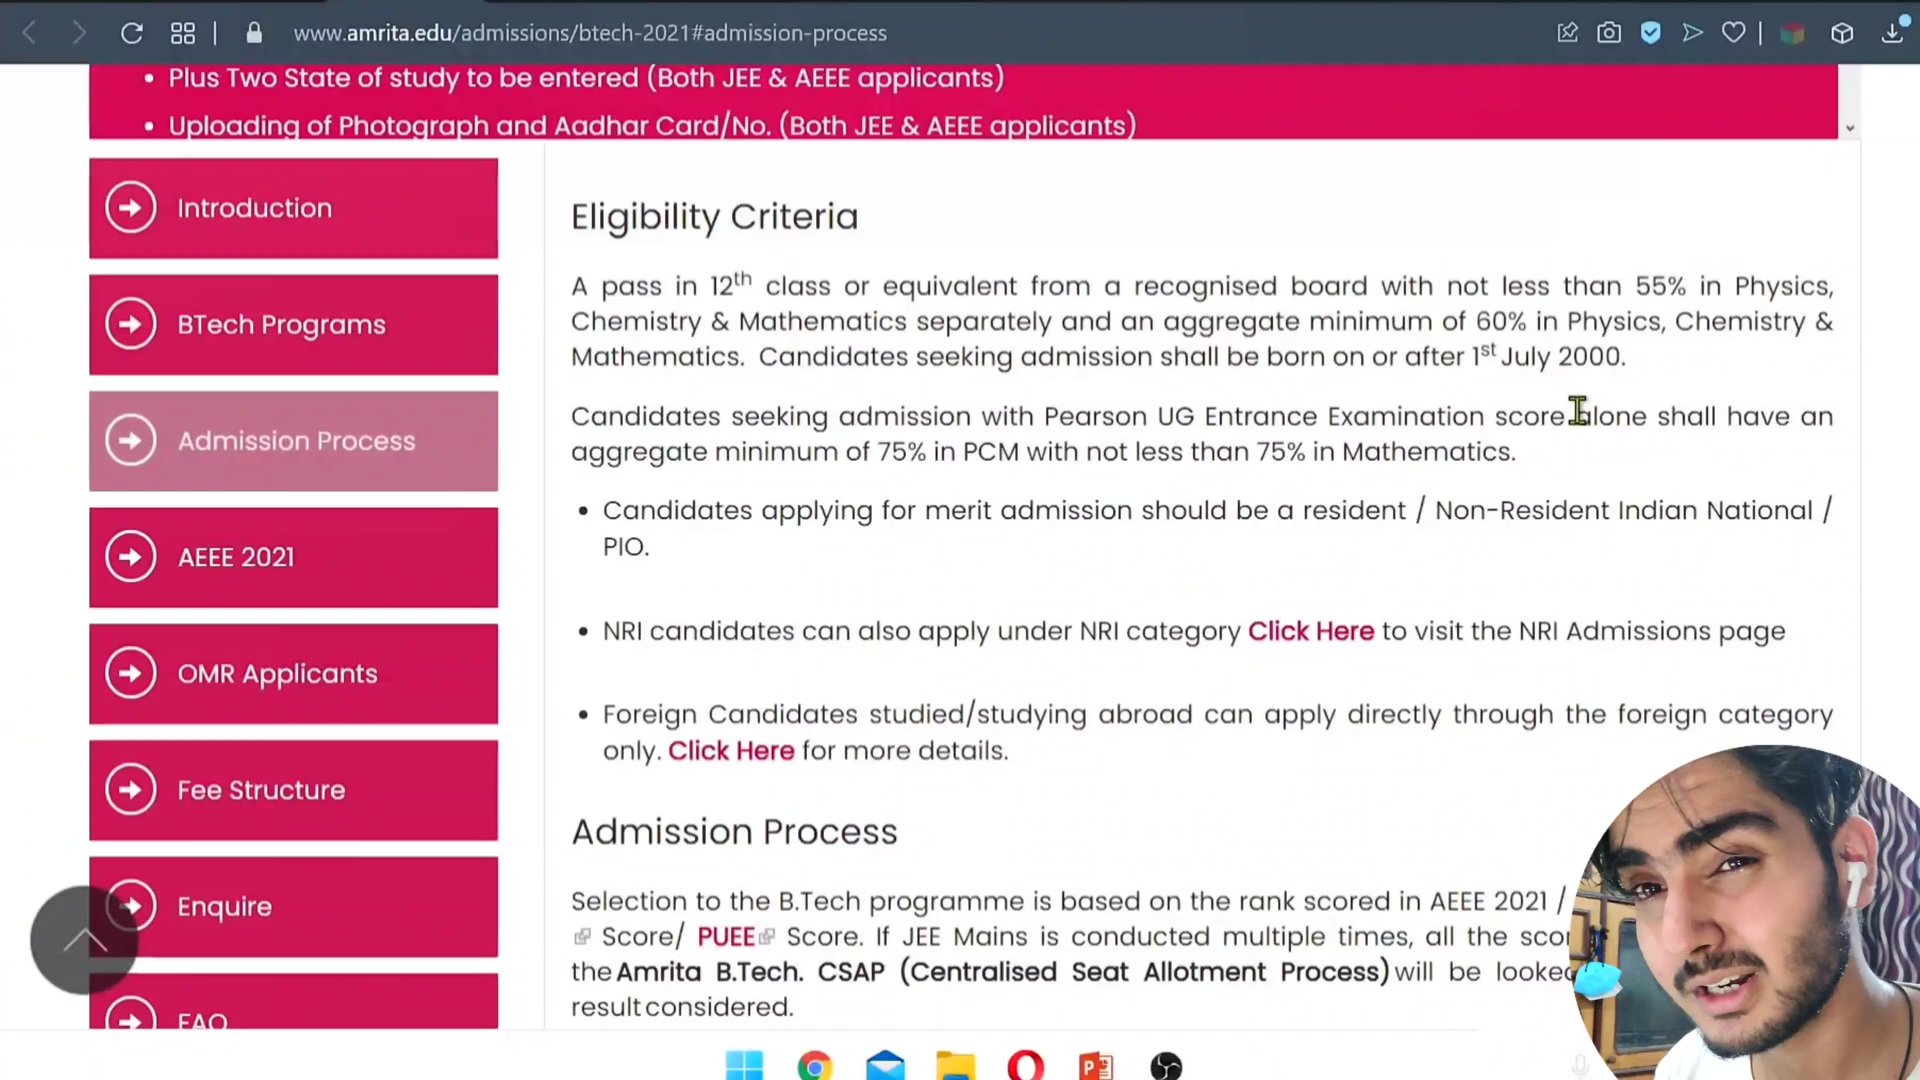 www.amrita.edu/admissions/btech-2021#admission-process
• Plus Two State of study to be entered (Both JEE & AEEE applicants)
• Uploading of Photograph and Aadhar Card/No. (Both JEE & AEEE applicants)
Introduction
BTech Programs
Admission Process
AEEE 2021
OMR Applicants
Fee Structure
Enquire
FAQ
Eligibility Criteria
A pass in 12th class or equivalent from a recognised board with not less than 55% in Physics,
Chemistry & Mathematics separately and an aggregate minimum of 60% in Physics, Chemistry &
Mathematics. Candidates seeking admission shall be born on or after 1st July 2000.
Candidates seeking admission with Pearson UG Entrance Examination score alone shall have an
aggregate minimum of 75% in PCM with not less than 75% in Mathematics.
• Candidates applying for merit admission should be a resident / Non-Resident Indian National /
PIO.
• NRI candidates can also apply under NRI category Click Here to visit the NRI Admissions page
• Foreign Candidates studied/studying abroad can apply directly through the foreign category
only. Click Here for more details.
Admission Process
Selection to the B.Tech programme is based on the rank scored in AEEE 2021 /
Score/ PUEE Score. If JEE Mains is conducted multiple times, all the
the Amrita B.Tech. CSAP (Centralised Seat Allotment Process) will be
result considered.